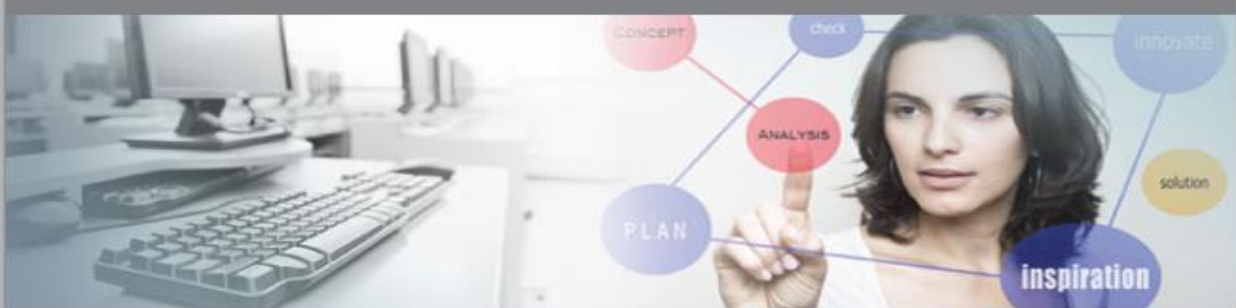 CONCEPT
check
innovate
ANALYSIS
solution
PLAN
inspiration